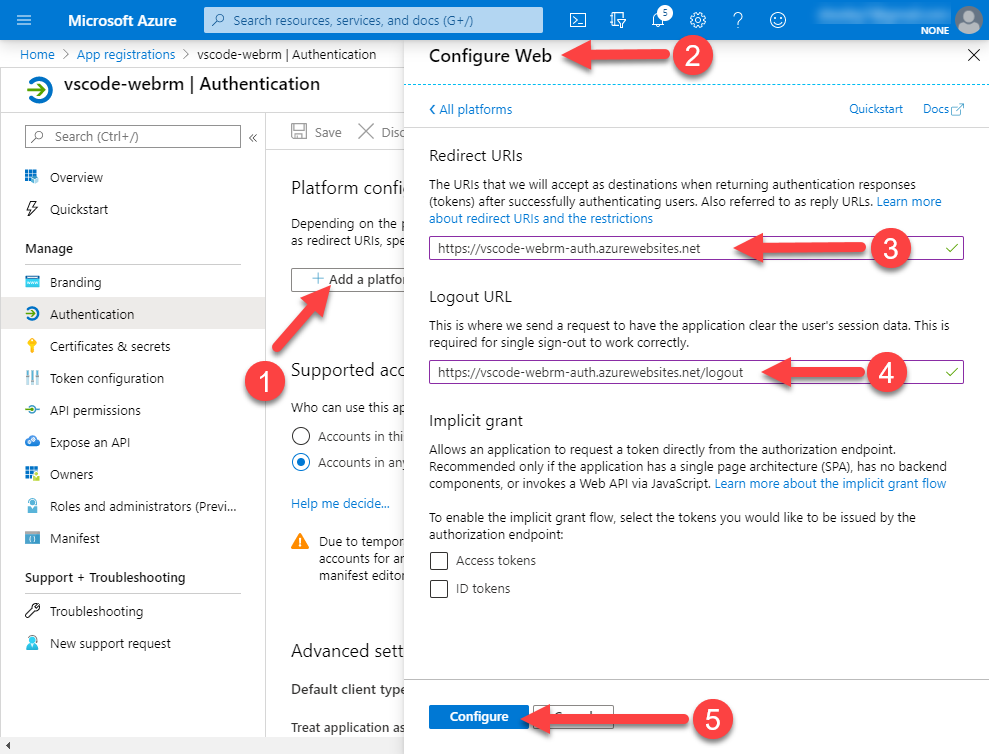 Microsoft Azure
Search resources, services, and docs (G+/)
5
NONE
Home > App registrations > vscode-webrm | Authentication
vscode-webrm | Authentication
Search (Ctrl+/)
«
Overview
Quickstart
Manage
Branding
Authentication
Certificates & secrets
Token configuration
API permissions
Expose an API
Owners
Roles and administrators (Previ...
Manifest
Support + Troubleshooting
Troubleshooting
New support request
Save
Disc
Platform config
Depending on the p
as redirect URIs, spe
+ Add a platfor
1
Supported acc
Who can use this ap
Accounts in thi
Accounts in any
Help me decide...
Due to tempor
accounts for an
manifest editor
Advanced sett
Default client type
Treat application as
Configure Web
2
All platforms
Quickstart
Docs
Redirect URIs
The URIs that we will accept as destinations when returning authentication responses
(tokens) after successfully authenticating users. Also referred to as reply URLs. Learn more
about redirect URIs and the restrictions
https://vscode-webrm-auth.azurewebsites.net
3
Logout URL
This is where we send a request to have the application clear the user's session data. This is
required for single sign-out to work correctly.
https://vscode-webrm-auth.azurewebsites.net/logout
4
Implicit grant
Allows an application to request a token directly from the authorization endpoint.
Recommended only if the application has a single page architecture (SPA), has no backend
components, or invokes a Web API via JavaScript. Learn more about the implicit grant flow
To enable the implicit grant flow, select the tokens you would like to be issued by the
authorization endpoint:
Access tokens
ID tokens
Configure
5